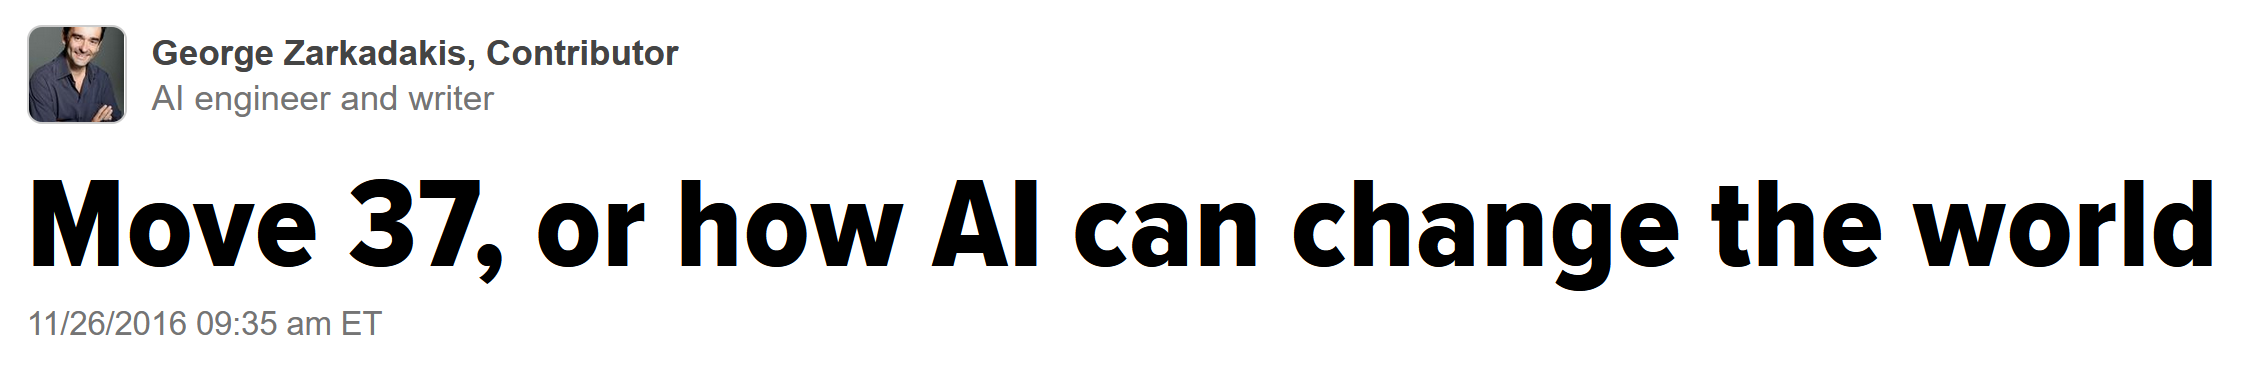 George Zarkadakis, Contributor
AI engineer and writer
Move 37, or how AI can change the world
11/26/2016 09:35 am ET